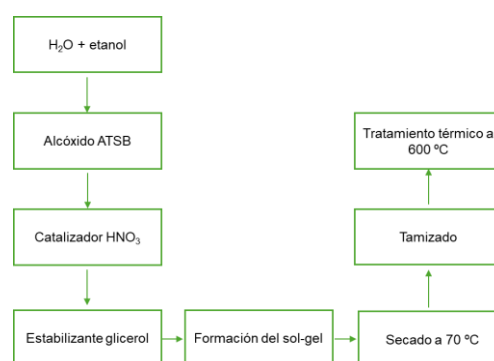 H₂O + etanol
Alcóxido ATSB
Catalizador HNO₃
Estabilizante glicerol
Formación del sol-gel
Secado a 70 ºC
Tamizado
Tratamiento térmico a
600 ºC